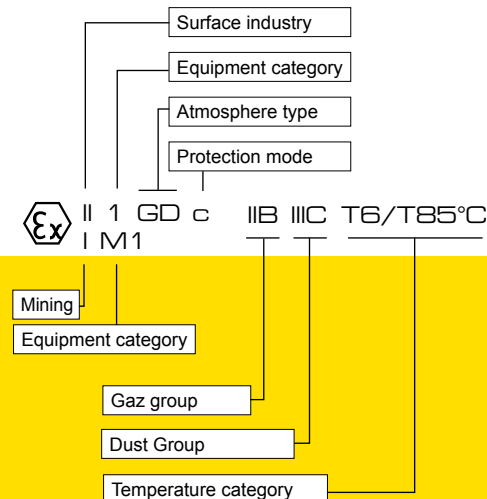 Surface industry
Equipment category
Atmosphere type
Protection mode
εx II 1 GD c IIB IIIC T6/T85°C
I M1
Mining
Equipment category
Gaz group
Dust Group
Temperature category